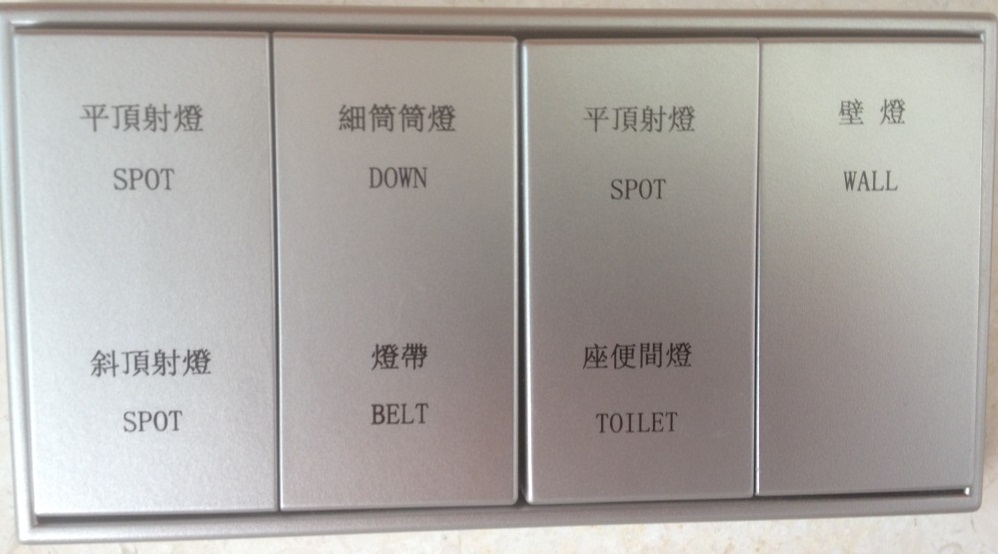 平頂射燈
SPOT
斜頂射燈
SPOT
細筒筒燈
DOWN
燈帶
BELT
平頂射燈
SPOT
座便間燈
TOILET
壁 燈
WALL